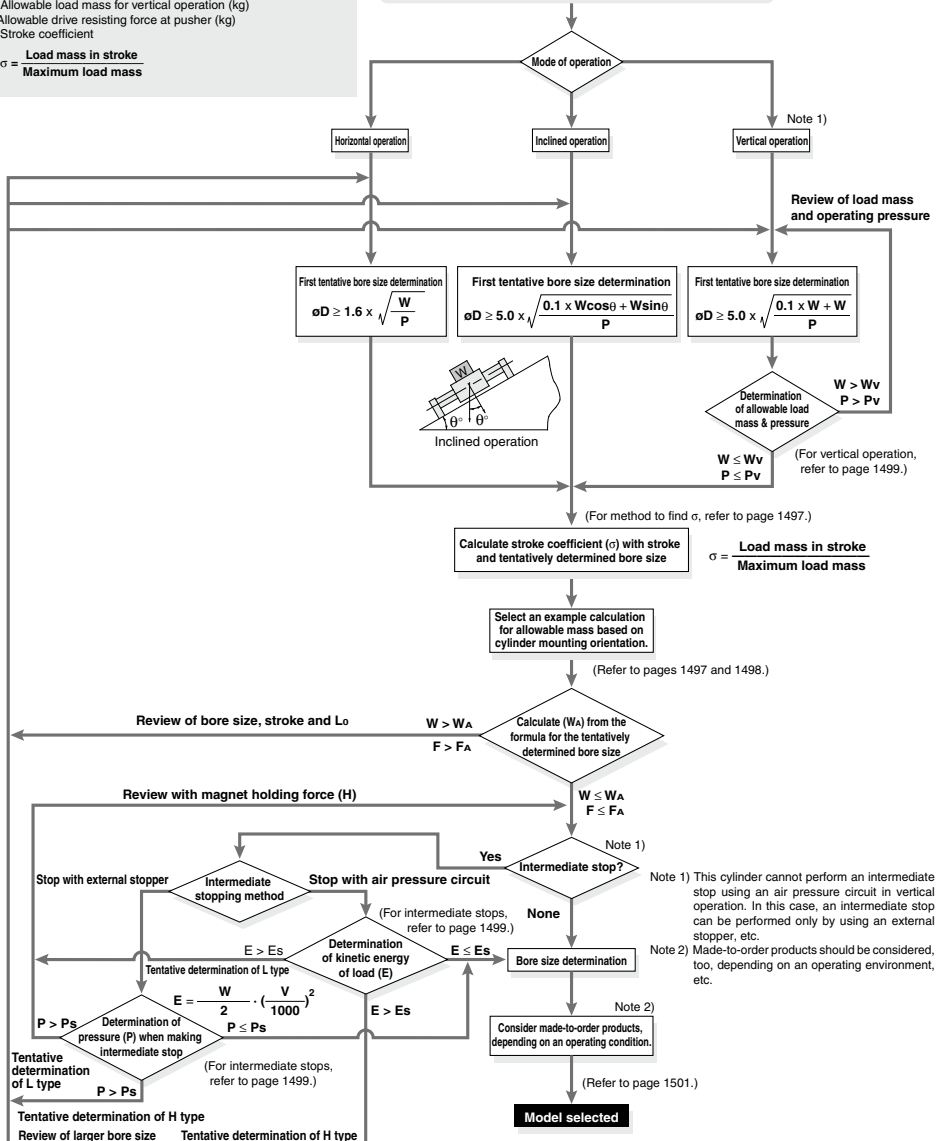 Allowable load mass for vertical operation (kg)
Allowable drive resisting force at pusher (kg)
Stroke coefficient
σ = Load mass in stroke / Maximum load mass
Mode of operation
Note 1)
Horizontal operation
Inclined operation
Vertical operation
Review of load mass
and operating pressure
First tentative bore size determination
øD ≥ 1.6 x √ W / P
First tentative bore size determination
øD ≥ 5.0 x √ 0.1 x Wcosθ + Wsinθ / P
First tentative bore size determination
øD ≥ 5.0 x √ 0.1 x W + W / P
W
θ° θ°
Inclined operation
Determination
of allowable load
mass & pressure
W > Wv
P > Pv
(For vertical operation,
refer to page 1499.)
W ≤ Wv
P ≤ Pv
(For method to find σ, refer to page 1497.)
Calculate stroke coefficient (σ) with stroke
and tentatively determined bore size
σ = Load mass in stroke / Maximum load mass
Select an example calculation
for allowable mass based on
cylinder mounting orientation.
(Refer to pages 1497 and 1498.)
Review of bore size, stroke and L0
W > WA
F > FA
Calculate (WA) from the
formula for the tentatively
determined bore size
Review with magnet holding force (H)
W ≤ WA
F ≤ FA
Note 1)
Yes
Intermediate stop?
None
Stop with external stopper
Intermediate
stopping method
Stop with air pressure circuit
(For intermediate stops,
refer to page 1499.)
Note 1) This cylinder cannot perform an intermediate
stop using an air pressure circuit in vertical
operation. In this case, an intermediate stop
can be performed only by using an external
stopper, etc.
Note 2) Made-to-order products should be considered,
too, depending on an operating environment,
etc.
E > Es
Determination
of kinetic energy
of load (E)
E ≤ Es
Bore size determination
Tentative determination of L type
E = W / 2 · (V / 1000)²
E > Es
P > Ps
Determination of
pressure (P) when making
intermediate stop
P ≤ Ps
Note 2)
Consider made-to-order products,
depending on an operating condition.
Tentative
determination
of L type
(For intermediate stops,
refer to page 1499.)
P > Ps
(Refer to page 1501.)
Tentative determination of H type
Model selected
Review of larger bore size
Tentative determination of H type